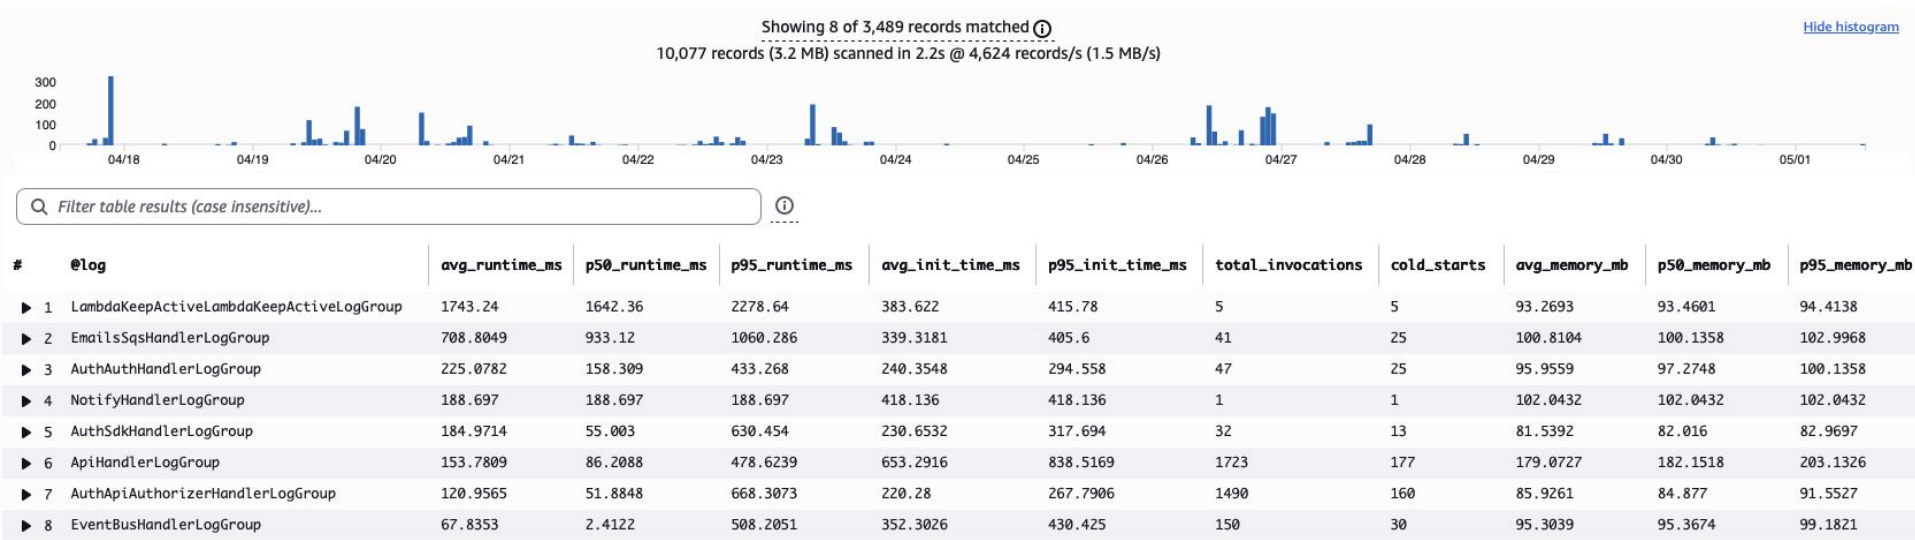 Showing 8 of 3,489 records matched
Hide histogram
10,077 records (3.2 MB) scanned in 2.2s @ 4,624 records/s (1.5 MB/s)
300
200
100
0
04/18 04/19 04/20 04/21 04/22 04/23 04/24 04/25 04/26 04/27 04/28 04/29 04/30 05/01
Filter table results (case insensitive)...
# @log avg_runtime_ms p50_runtime_ms p95_runtime_ms avg_init_time_ms p95_init_time_ms total_invocations cold_starts avg_memory_mb p50_memory_mb p95_memory_mb
1 LambdaKeepActiveLambdaKeepActiveLogGroup 1743.24 1642.36 2278.64 383.622 415.78 5 5 93.2693 93.4601 94.4138
2 EmailsSqsHandlerLogGroup 708.8049 933.12 1060.286 339.3181 405.6 41 25 100.8104 100.1358 102.9968
3 AuthAuthHandlerLogGroup 225.0782 158.309 433.268 240.3548 294.558 47 25 95.9559 97.2748 100.1358
4 NotifyHandlerLogGroup 188.697 188.697 188.697 418.136 418.136 1 1 102.0432 102.0432 102.0432
5 AuthSdkHandlerLogGroup 184.9714 55.003 630.454 230.6532 317.694 32 13 81.5392 82.016 82.9697
6 ApiHandlerLogGroup 153.7809 86.2088 478.6239 653.2916 838.5169 1723 177 179.0727 182.1518 203.1326
7 AuthApiAuthorizerHandlerLogGroup 120.9565 51.8848 668.3073 220.28 267.7906 1490 160 85.9261 84.877 91.5527
8 EventBusHandlerLogGroup 67.8353 2.4122 508.2051 352.3026 430.425 150 30 95.3039 95.3674 99.1821